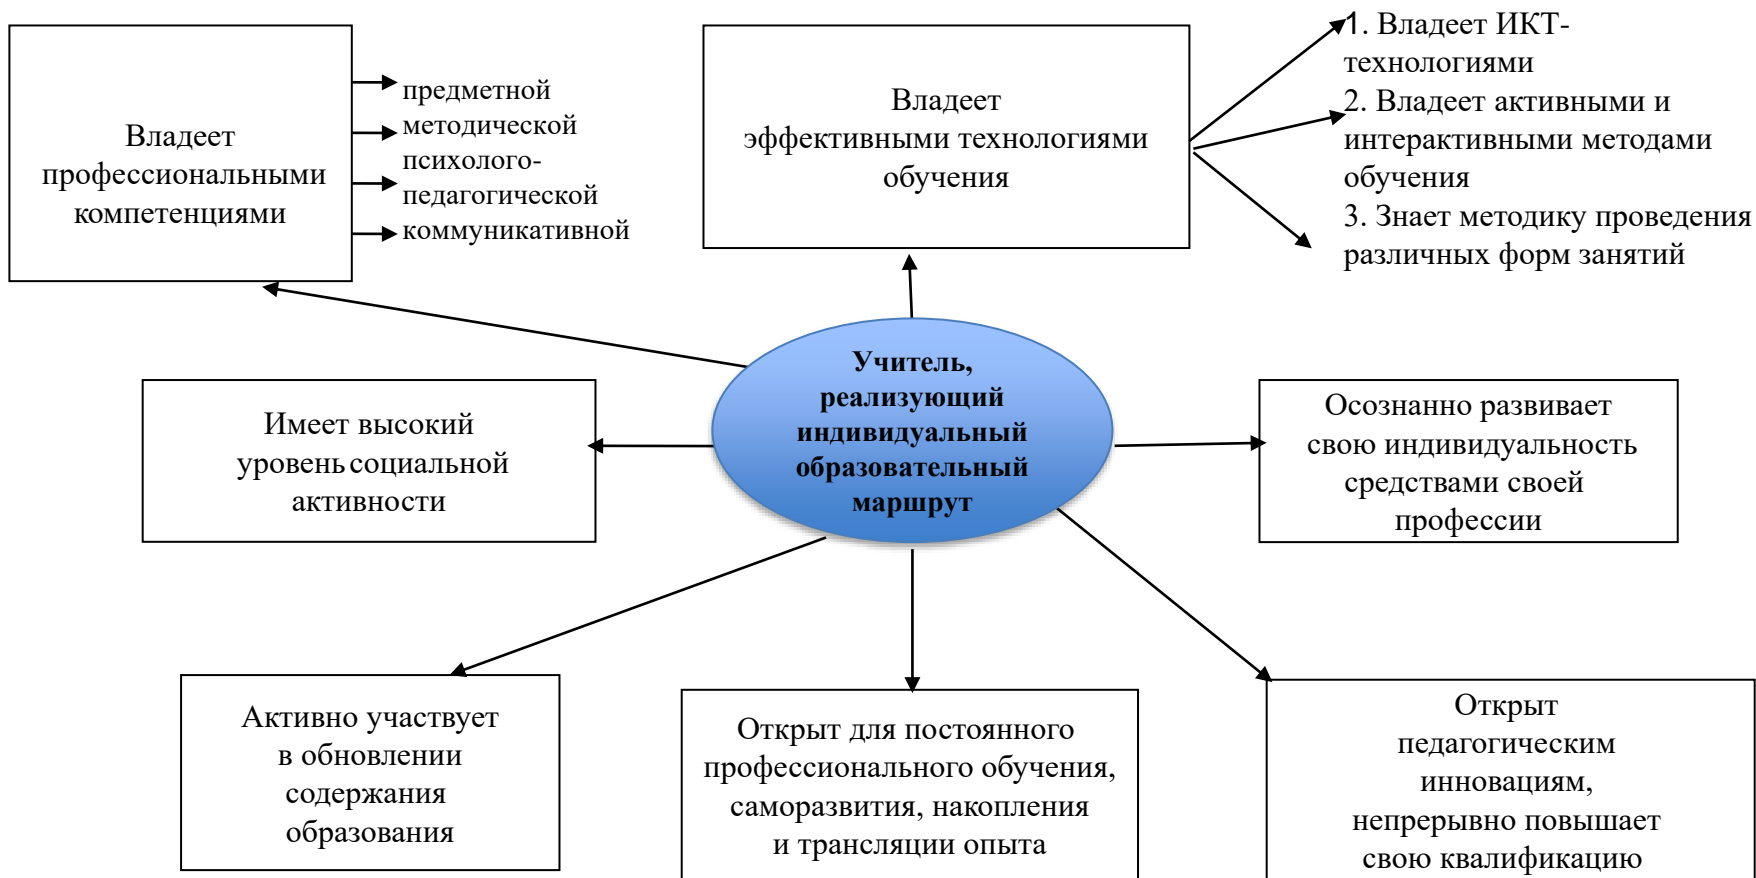 Владеет
профессиональными
компетенциями
предметной
методической
психолого-
педагогической
коммуникативной
Владеет
эффективными технологиями
обучения
1. Владеет ИКТ-
технологиями
2. Владеет активными и
интерактивными методами
обучения
3. Знает методику проведения
различных форм занятий
Имеет высокий
уровень социальной
активности
Учитель,
реализующий
индивидуальный
образовательный
маршрут
Осознанно развивает
свою индивидуальность
средствами своей
профессии
Активно участвует
в обновлении
содержания
образования
Открыт для постоянного
профессионального обучения,
саморазвития, накопления
и трансляции опыта
Открыт
педагогическим
инновациям,
непрерывно повышает
свою квалификацию